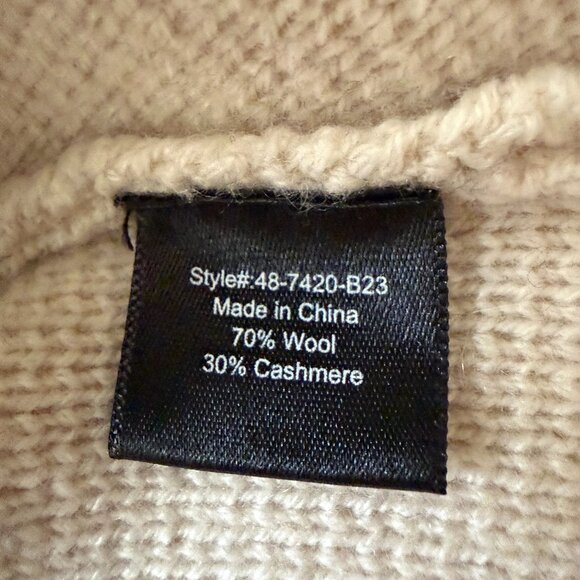 Style#:48-7420-B23
Made in China
70% Wool
30% Cashmere